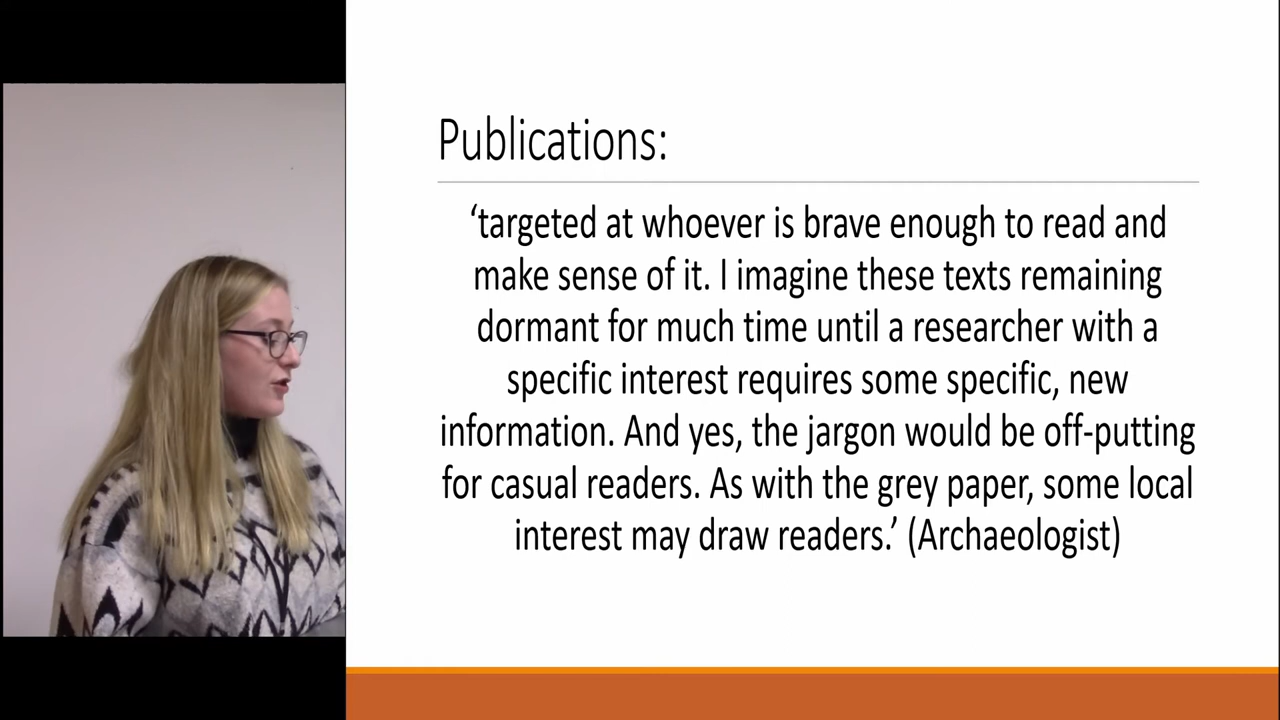 Publications:
‘targeted at whoever is brave enough to read and
make sense of it. I imagine these texts remaining
dormant for much time until a researcher with a
specific interest requires some specific, new
information. And yes, the jargon would be off-putting
for casual readers. As with the grey paper, some local
interest may draw readers.’ (Archaeologist)